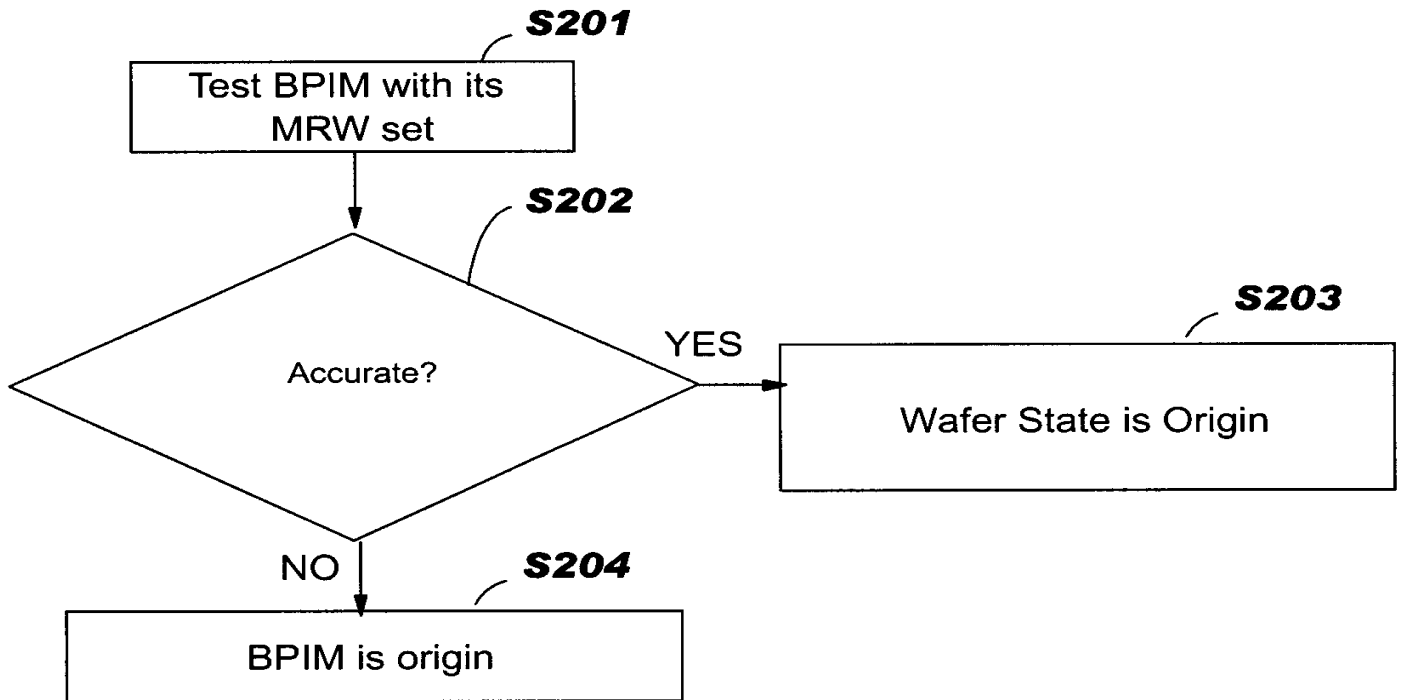 S201
Test BPIM with its
MRW set
S202
Accurate?
YES
S203
Wafer State is Origin
NO
S204
BPIM is origin